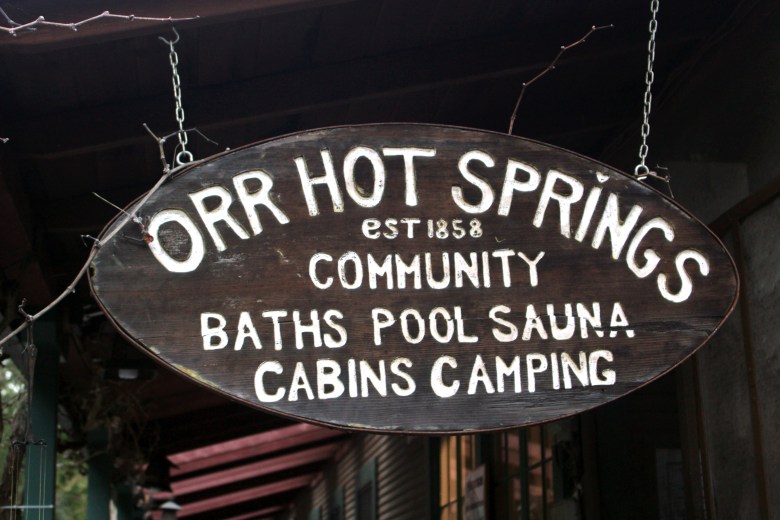 ORR HOT SPRiNGS
eST 1858
COMMUNITY
BATHS POOL SAUNA
CABINS CAMPING